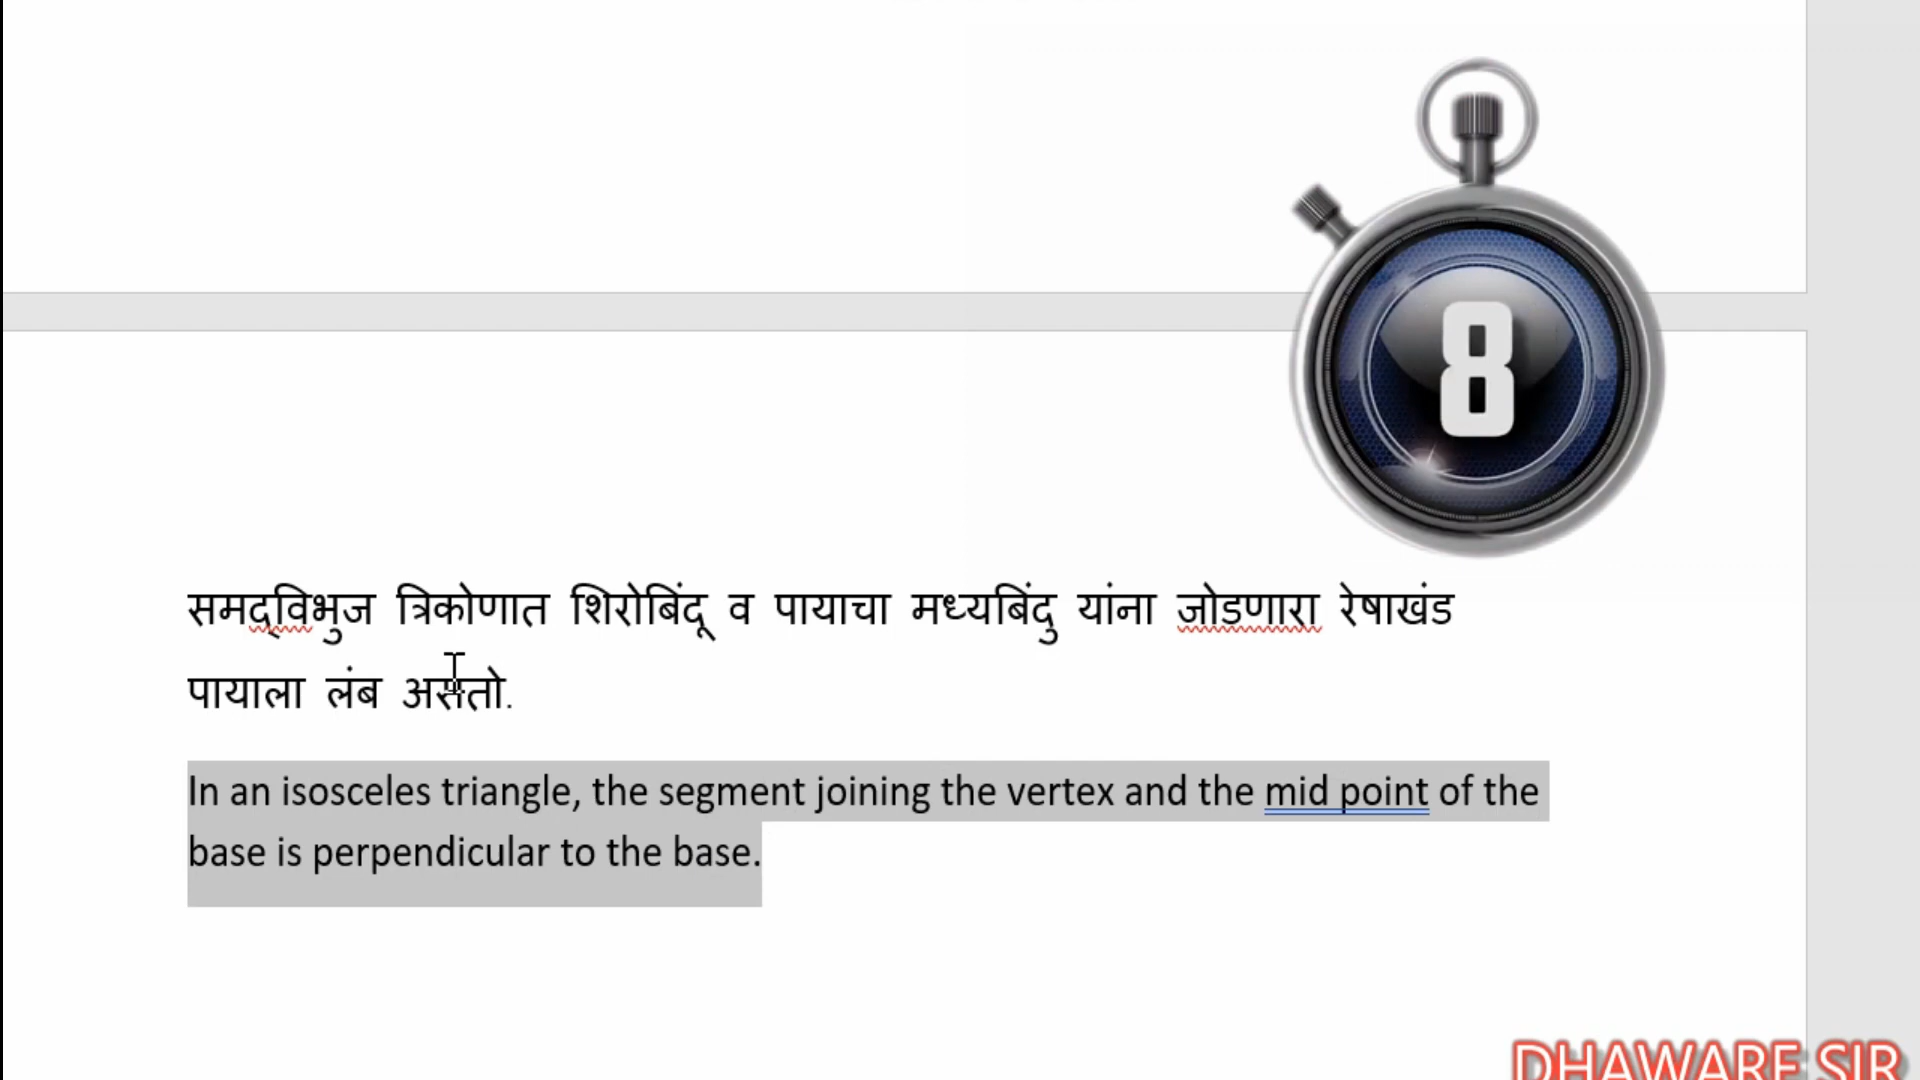 8
समद्विभुज त्रिकोणात शिरोबिंदू व पायाचा मध्यबिंदु यांना जोडणारा रेषाखंड
पायाला लंब असतो.
In an isosceles triangle, the segment joining the vertex and the mid point of the
base is perpendicular to the base.
DHAWARE SIR